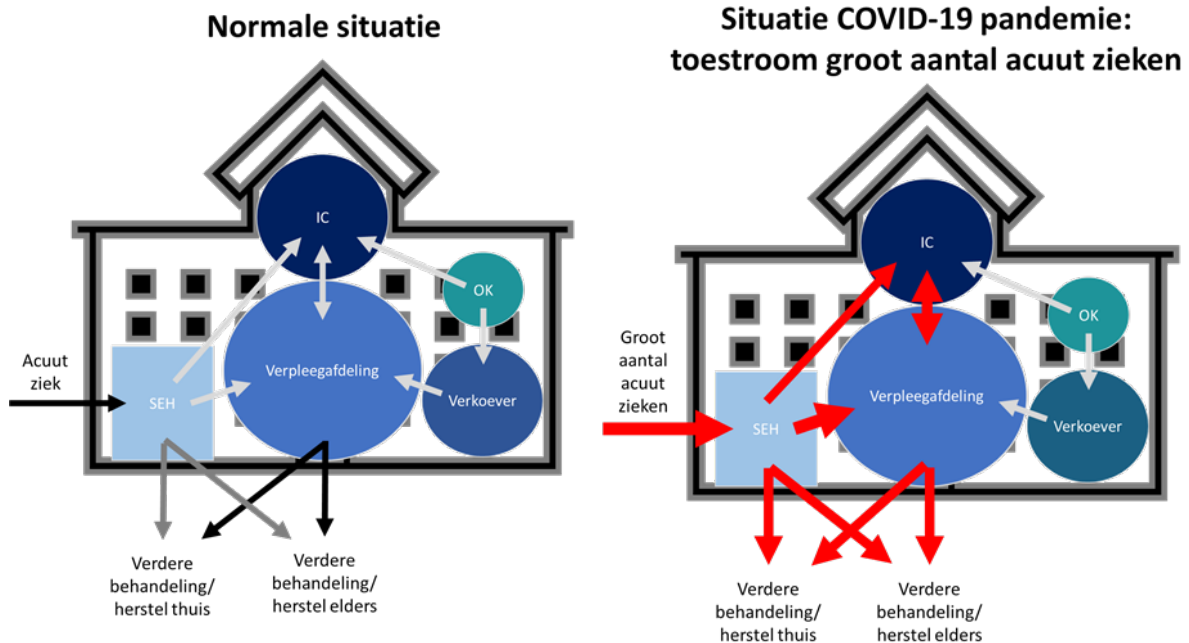 Normale situatie
IC
OK
Acuut
ziek
SEH
Verpleegafdeling
Verkoever
Verdere
behandeling/
herstel thuis
Verdere
behandeling/
herstel elders
Situatie COVID-19 pandemie:
toestroom groot aantal acuut zieken
IC
OK
Groot
aantal
acuut
zieken
SEH
Verpleegafdeling
Verkoever
Verdere
behandeling/
herstel thuis
Verdere
behandeling/
herstel elders